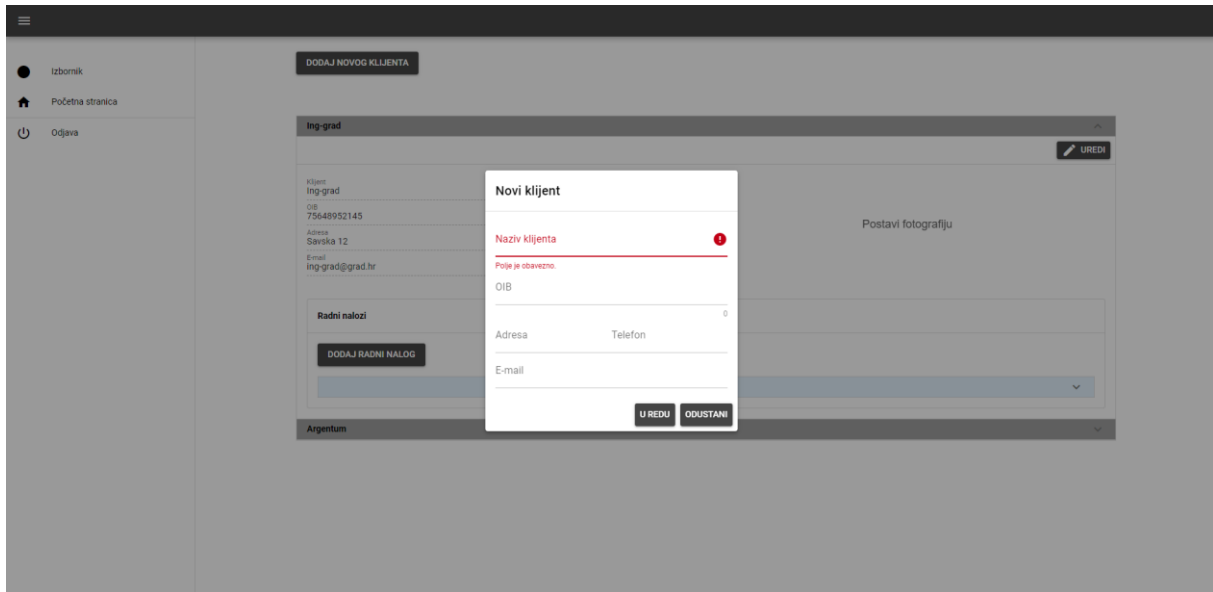 Izbornik
Početna stranica
Odjava
DODAJ NOVOG KLIJENTA
Ing-grad
UREDI
Klijent
Ing-grad
OIB
75648952145
Adresa
Savska 12
E-mail
ing-grad@grad.hr
Postavi fotografiju
Radni nalozi
DODAJ RADNI NALOG
Argentum
Novi klijent
Naziv klijenta
Polje je obavezno.
OIB
0
Adresa Telefon
E-mail
U REDU ODUSTANI